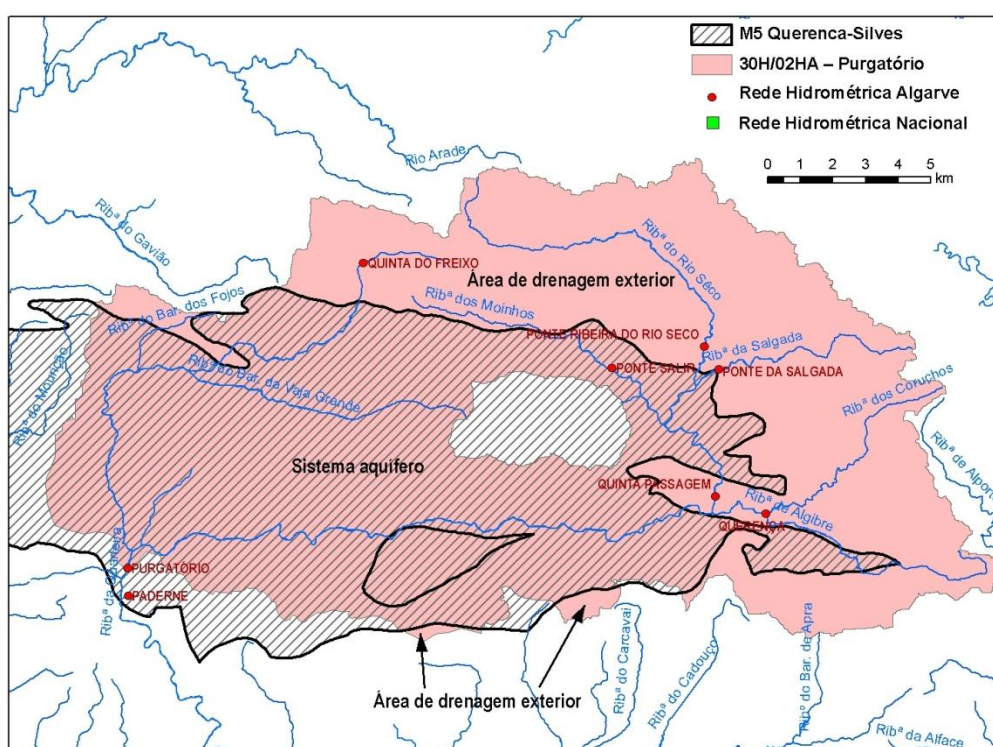 M5 Querenca-Silves
30H/02HA – Purgatório
Rede Hidrométrica Algarve
Rede Hidrométrica Nacional
0 1 2 3 4 5
km
Rio Arade
Ribª do Gavião
Ribª do Rio Sêco
QUINTA DO FREIXO
Área de drenagem exterior
Ribª do Bar. dos Fojos
Ribª dos Moinhos
PONTE RIBEIRA DO RIO SECO
Ribª da Salgada
PONTE SALIR
PONTE DA SALGADA
Ribª do Mourição
Ribª do Bar. da Vaja Grande
Ribª dos Coruchos
Ribª de Alportel
Sistema aquífero
QUINTA PASSAGEM
Ribª de Algibre
QUERENÇA
Ribª da Quarteira
PURGATÓRIO
PADERNE
Ribª do Carcavai
Ribª do Cadouço
Ribª do Bar. de Apra
Área de drenagem exterior
Ribª da Alface